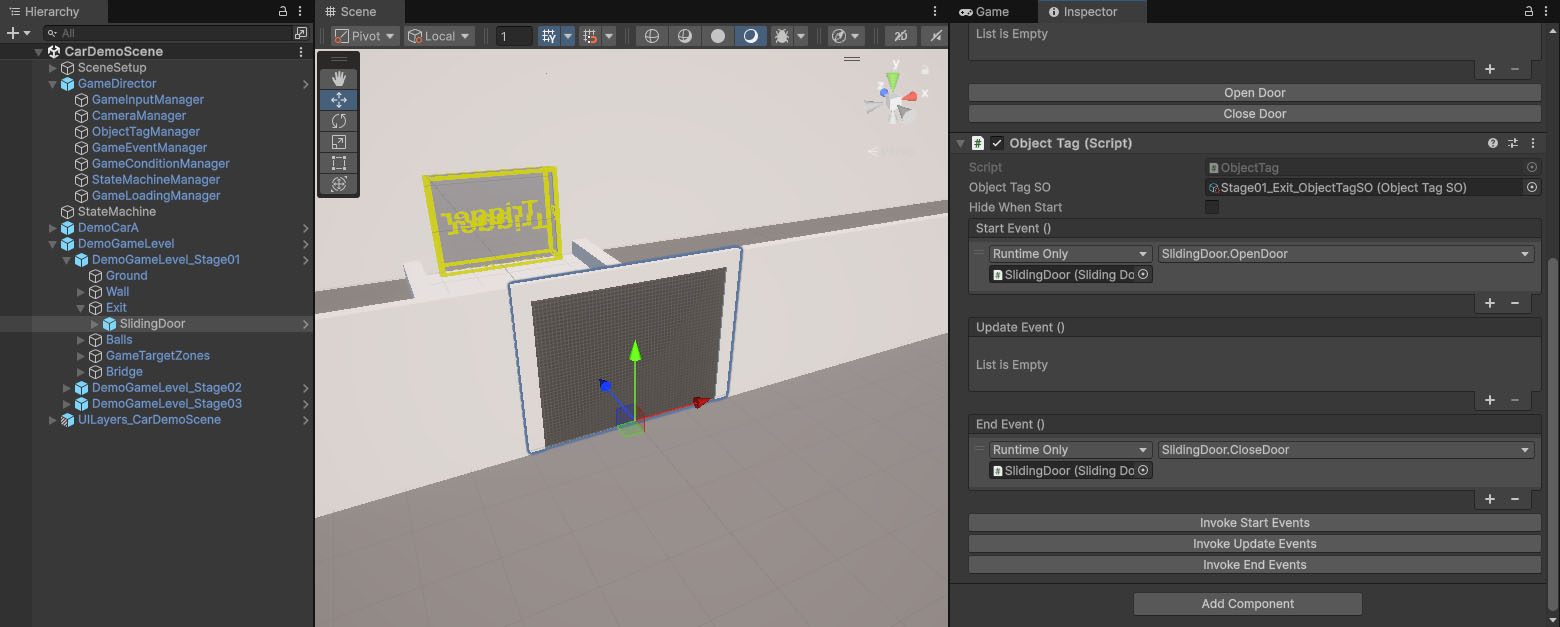 Hierarchy
All
CarDemoScene
SceneSetup
GameDirector
GameInputManager
CameraManager
ObjectTagManager
GameEventManager
GameConditionManager
StateMachineManager
GameLoadingManager
StateMachine
DemoCarA
DemoGameLevel
DemoGameLevel_Stage01
Ground
Wall
Exit
SlidingDoor
Balls
GameTargetZones
Bridge
DemoGameLevel_Stage02
DemoGameLevel_Stage03
UILayers_CarDemoScene
Scene
Pivot Local 1 2D
y
z x
Persp
Trigger
Trigger
Game Inspector
List is Empty
Open Door
Close Door
# Object Tag (Script)
Script ObjectTag
Object Tag SO Stage01_Exit_ObjectTagSO (Object Tag SO)
Hide When Start
Start Event ()
Runtime Only SlidingDoor.OpenDoor
SlidingDoor (Sliding Do
Update Event ()
List is Empty
End Event ()
Runtime Only SlidingDoor.CloseDoor
SlidingDoor (Sliding Do
Invoke Start Events
Invoke Update Events
Invoke End Events
Add Component